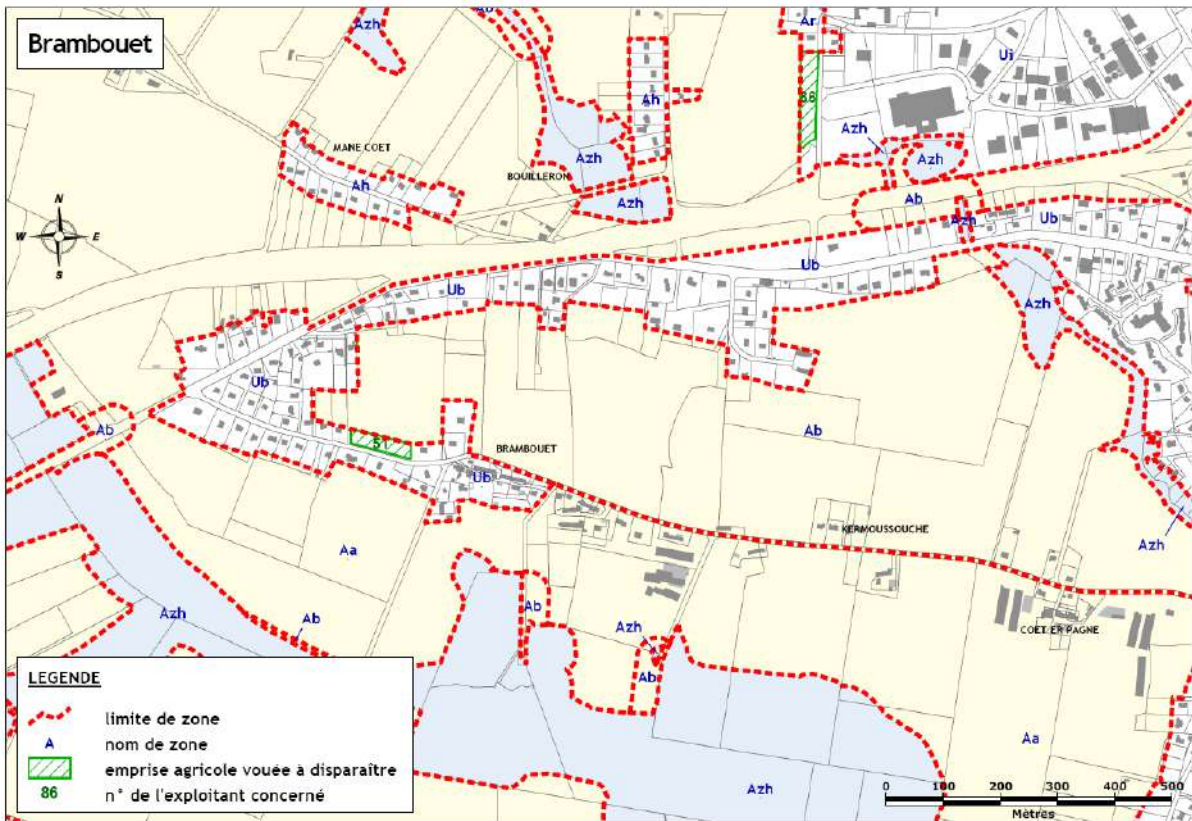 Brambouet
Azh
Ab
Ar
Ui
Ah
66
Azh
Azh
MANE COET
BOUILLERON
Azh
Ah
Azh
Ab
Azh
Ub
N
W
E
S
Ub
Ub
Azh
Ub
Ab
Ab
51
BRAMBOUET
Ub
KERMOUSSOUCHE
Azh
Aa
Azh
Ab
Ab
Azh
Ab
Ab
COET ER PAGNE
Aa
Azh
LEGENDE
limite de zone
A nom de zone
emprise agricole vouée à disparaître
86 n° de l'exploitant concerné
0 100 200 300 400 500
Mètres